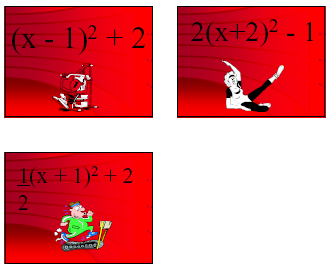 (x - 1)² + 2
2(x+2)² - 1
1/2(x + 1)² + 2